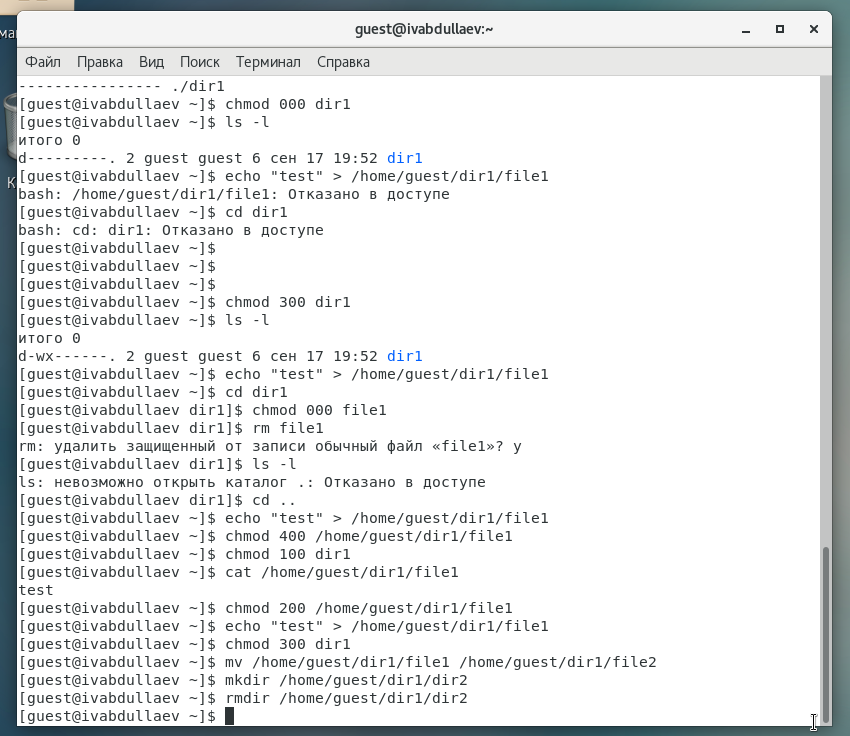 guest@ivabdullaev:~
Файл Правка Вид Поиск Терминал Справка
---------------- ./dir1
[guest@ivabdullaev ~]$ chmod 000 dir1
[guest@ivabdullaev ~]$ ls -l
итого 0
d---------. 2 guest guest 6 сен 17 19:52 dir1
[guest@ivabdullaev ~]$ echo "test" > /home/guest/dir1/file1
bash: /home/guest/dir1/file1: Отказано в доступе
[guest@ivabdullaev ~]$ cd dir1
bash: cd: dir1: Отказано в доступе
[guest@ivabdullaev ~]$
[guest@ivabdullaev ~]$
[guest@ivabdullaev ~]$
[guest@ivabdullaev ~]$ chmod 300 dir1
[guest@ivabdullaev ~]$ ls -l
итого 0
d-wx------. 2 guest guest 6 сен 17 19:52 dir1
[guest@ivabdullaev ~]$ echo "test" > /home/guest/dir1/file1
[guest@ivabdullaev ~]$ cd dir1
[guest@ivabdullaev dir1]$ chmod 000 file1
[guest@ivabdullaev dir1]$ rm file1
rm: удалить защищенный от записи обычный файл «file1»? y
[guest@ivabdullaev dir1]$ ls -l
ls: невозможно открыть каталог .: Отказано в доступе
[guest@ivabdullaev dir1]$ cd ..
[guest@ivabdullaev ~]$ echo "test" > /home/guest/dir1/file1
[guest@ivabdullaev ~]$ chmod 400 /home/guest/dir1/file1
[guest@ivabdullaev ~]$ chmod 100 dir1
[guest@ivabdullaev ~]$ cat /home/guest/dir1/file1
test
[guest@ivabdullaev ~]$ chmod 200 /home/guest/dir1/file1
[guest@ivabdullaev ~]$ echo "test" > /home/guest/dir1/file1
[guest@ivabdullaev ~]$ chmod 300 dir1
[guest@ivabdullaev ~]$ mv /home/guest/dir1/file1 /home/guest/dir1/file2
[guest@ivabdullaev ~]$ mkdir /home/guest/dir1/dir2
[guest@ivabdullaev ~]$ rmdir /home/guest/dir1/dir2
[guest@ivabdullaev ~]$